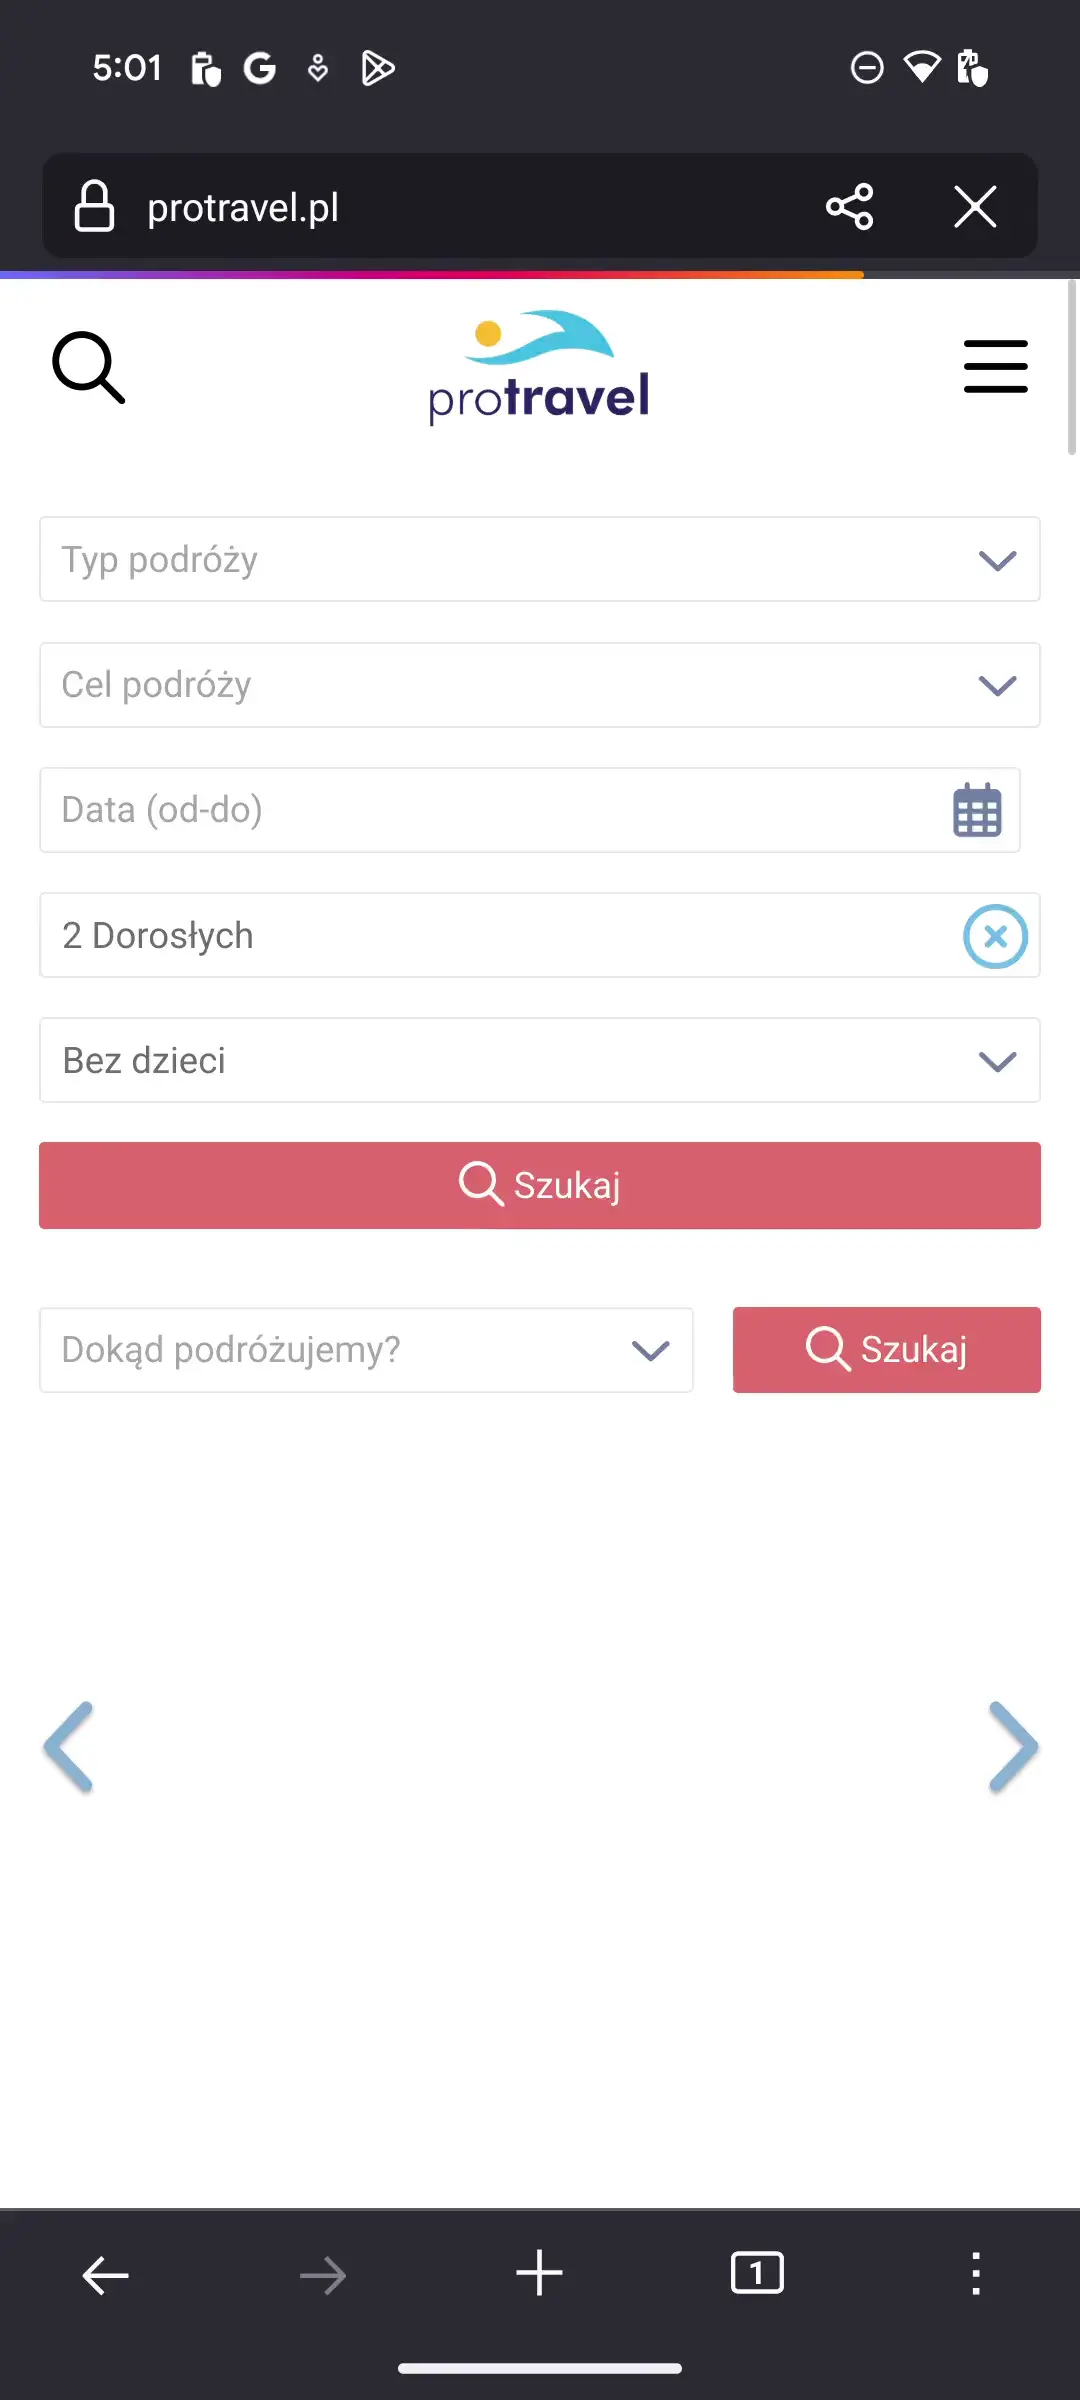 5:01
protravel.pl
protravel
Typ podróży
Cel podróży
Data (od-do)
2 Dorosłych
Bez dzieci
Szukaj
Dokąd podróżujemy?
Szukaj
1